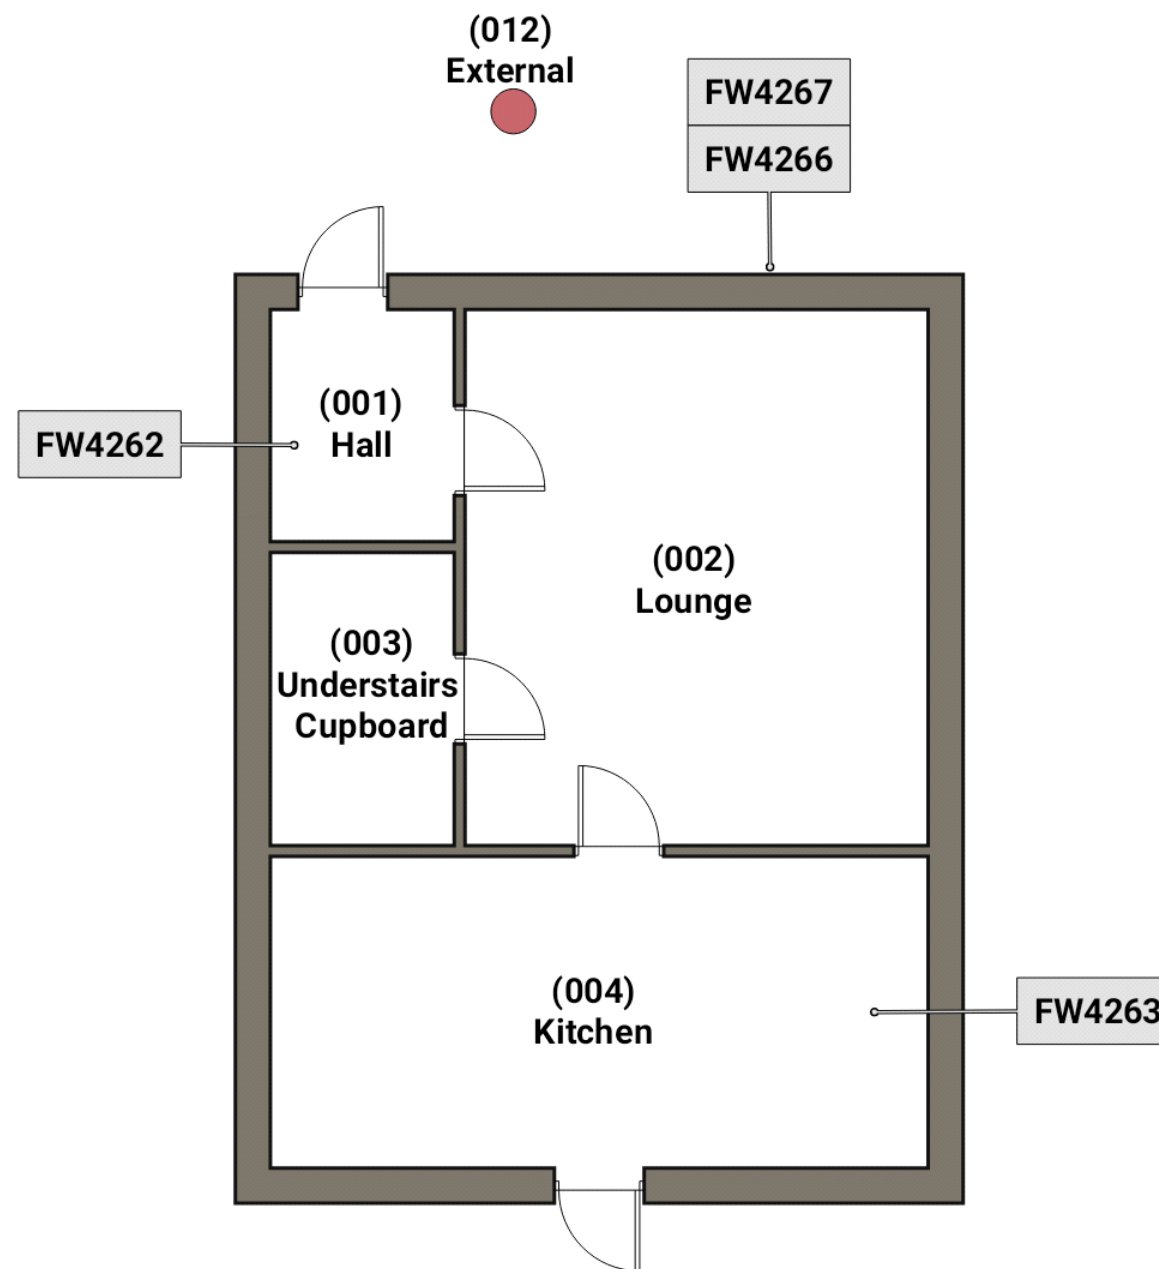 (012)
External
FW4267
FW4266
(001)
Hall
FW4262
(002)
Lounge
(003)
Understairs
Cupboard
(004)
Kitchen
FW4263